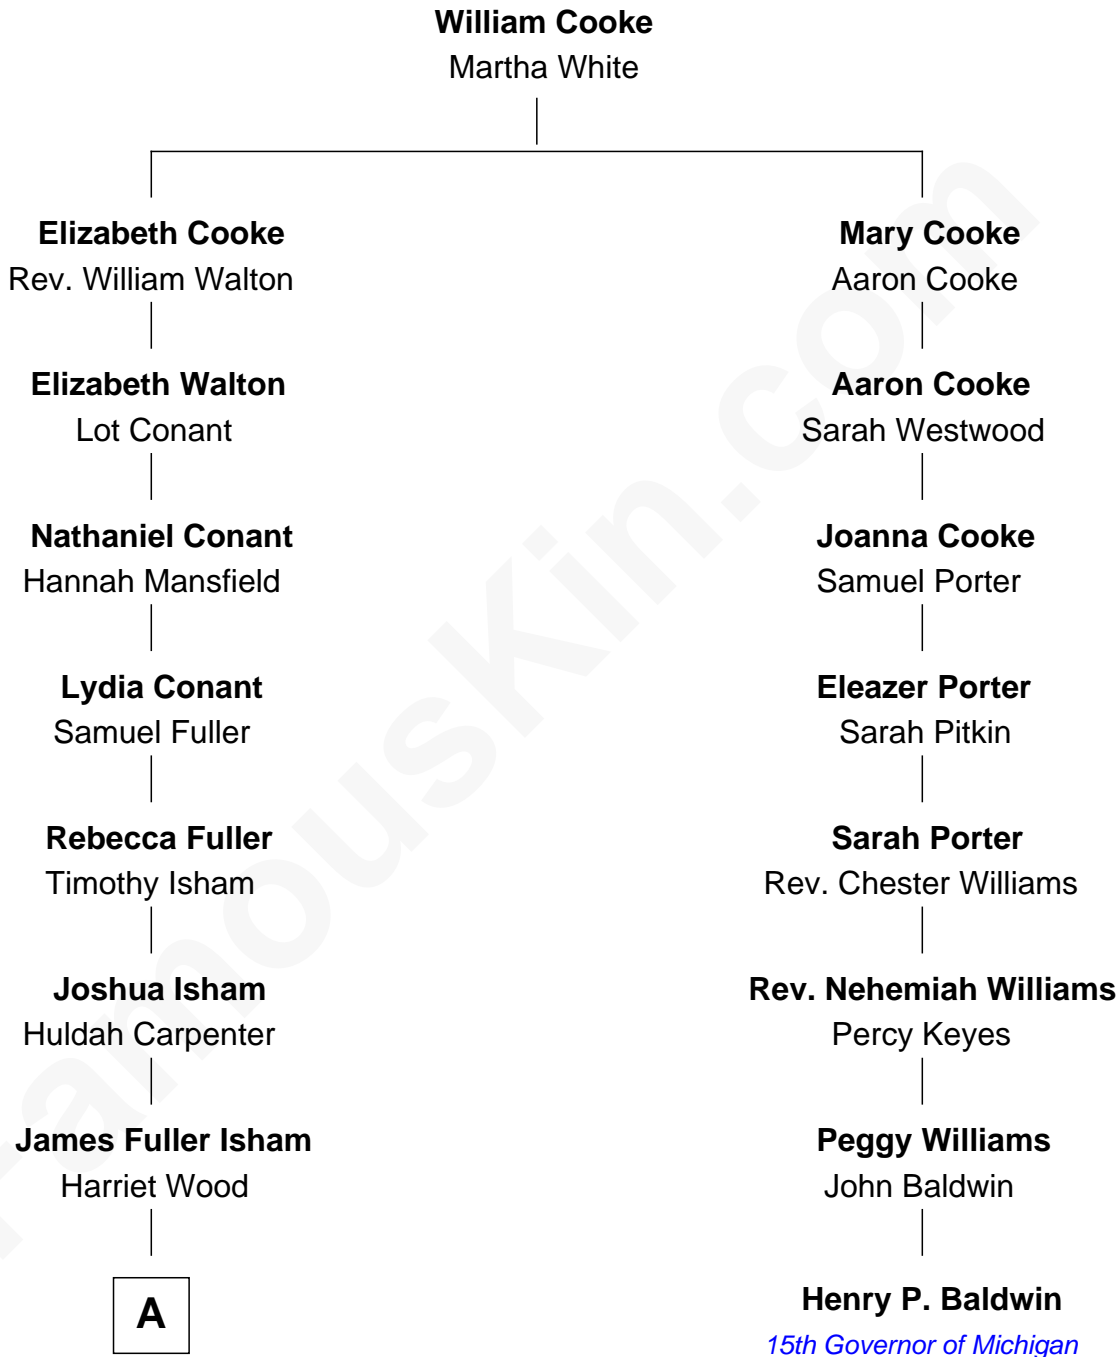 William Cooke
Martha White
Elizabeth Cooke
Rev. William Walton
Mary Cooke
Aaron Cooke
Elizabeth Walton
Lot Conant
Aaron Cooke
Sarah Westwood
Nathaniel Conant
Hannah Mansfield
Joanna Cooke
Samuel Porter
Lydia Conant
Samuel Fuller
Eleazer Porter
Sarah Pitkin
Rebecca Fuller
Timothy Isham
Sarah Porter
Rev. Chester Williams
Joshua Isham
Huldah Carpenter
Rev. Nehemiah Williams
Percy Keyes
James Fuller Isham
Harriet Wood
Peggy Williams
John Baldwin
A
Henry P. Baldwin
15th Governor of Michigan
FamousKin.com